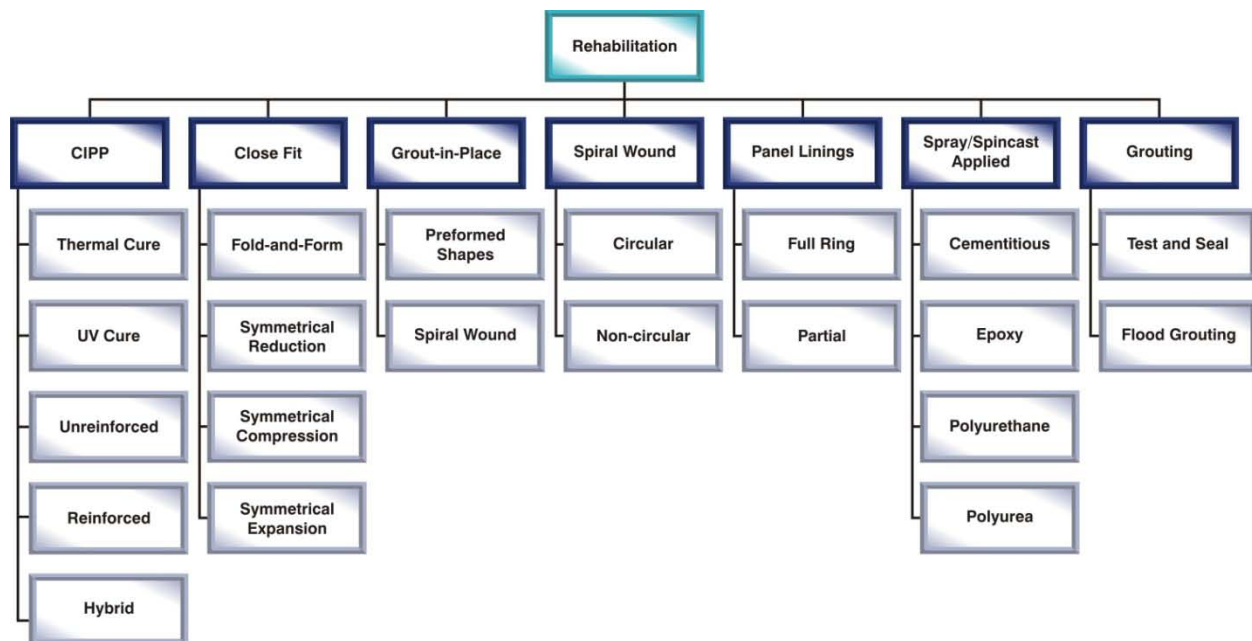 Rehabilitation
CIPP
Close Fit
Grout-in-Place
Spiral Wound
Panel Linings
Spray/Spincast
Applied
Grouting
Thermal Cure
Fold-and-Form
Preformed
Shapes
Circular
Full Ring
Cementitious
Test and Seal
UV Cure
Symmetrical
Reduction
Spiral Wound
Non-circular
Partial
Epoxy
Flood Grouting
Unreinforced
Symmetrical
Compression
Polyurethane
Reinforced
Symmetrical
Expansion
Polyurea
Hybrid